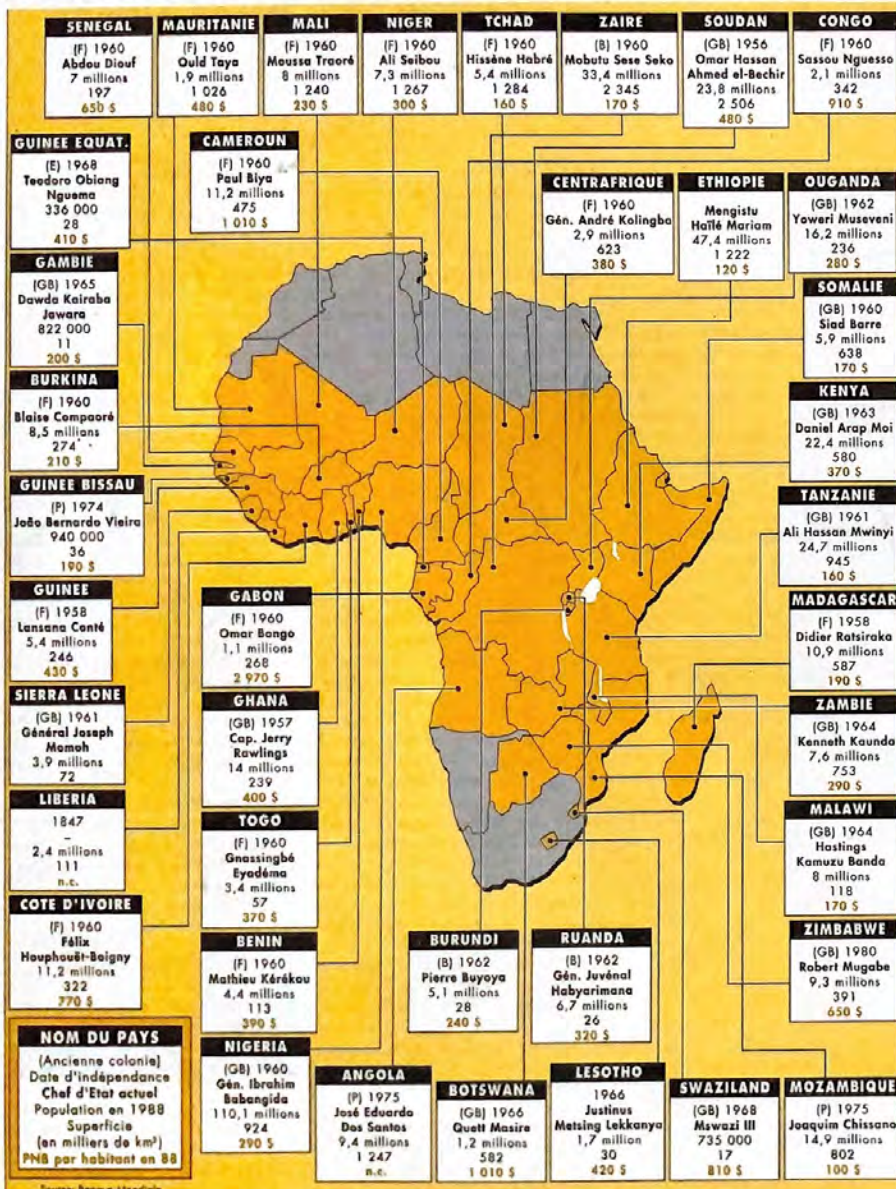 SENEGAL
(F) 1960
Abdou Diouf
7 millions
197
650 $
MAURITANIE
(F) 1960
Ould Taya
1,9 millions
1 026
480 $
MALI
(F) 1960
Moussa Traoré
8 millions
1 240
230 $
NIGER
(F) 1960
Ali Seibou
7,3 millions
1 267
300 $
TCHAD
(F) 1960
Hissène Habré
5,4 millions
1 284
160 $
ZAIRE
(B) 1960
Mobutu Sese Seko
33,4 millions
2 345
170 $
SOUDAN
(GB) 1956
Omar Hassan
Ahmed el-Bechir
23,8 millions
2 506
480 $
CONGO
(F) 1960
Sassou Nguesso
2,1 millions
342
910 $
GUINEE EQUAT.
(E) 1968
Teodoro Obiang
Nguema
336 000
28
410 $
CAMEROUN
(F) 1960
Paul Biya
11,2 millions
475
1 010 $
CENTRAFRIQUE
(F) 1960
Gén. André Kolingba
2,9 millions
623
380 $
ETHIOPIE
Mengistu
Haïlé Mariam
47,4 millions
1 222
120 $
OUGANDA
(GB) 1962
Yoweri Museveni
16,2 millions
236
280 $
GAMBIE
(GB) 1965
Dawda Kairaba
Jawara
822 000
11
200 $
SOMALIE
(GB) 1960
Siad Barre
5,9 millions
638
170 $
BURKINA
(F) 1960
Blaise Compaoré
8,5 millions
274
210 $
KENYA
(GB) 1963
Daniel Arap Moi
22,4 millions
580
370 $
GUINEE BISSAU
(P) 1974
João Bernardo Vieira
940 000
36
190 $
TANZANIE
(GB) 1961
Ali Hassan Mwinyi
24,7 millions
945
160 $
GUINEE
(F) 1958
Lansana Conté
5,4 millions
246
430 $
GABON
(F) 1960
Omar Bongo
1,1 millions
268
2 970 $
MADAGASCAR
(F) 1958
Didier Ratsiraka
10,9 millions
587
190 $
SIERRA LEONE
(GB) 1961
Général Joseph
Momoh
3,9 millions
72
GHANA
(GB) 1957
Cap. Jerry
Rawlings
14 millions
239
400 $
ZAMBIE
(GB) 1964
Kenneth Kaunda
7,6 millions
753
290 $
LIBERIA
1847
–
2,4 millions
111
n.c.
TOGO
(F) 1960
Gnassingbé
Eyadéma
3,4 millions
57
370 $
MALAWI
(GB) 1964
Hastings
Kamuzu Banda
8 millions
118
170 $
COTE D'IVOIRE
(F) 1960
Félix
Houphouët-Boigny
11,2 millions
322
770 $
BENIN
(F) 1960
Mathieu Kérékou
4,4 millions
113
390 $
BURUNDI
(B) 1962
Pierre Buyoya
5,1 millions
28
240 $
RUANDA
(B) 1962
Gén. Juvénal
Habyarimana
6,7 millions
26
320 $
ZIMBABWE
(GB) 1980
Robert Mugabe
9,3 millions
391
650 $
NOM DU PAYS
(Ancienne colonie)
Date d'indépendance
Chef d'Etat actuel
Population en 1988
Superficie
(en milliers de km²)
PNB par habitant en 88
NIGERIA
(GB) 1960
Gén. Ibrahim
Babangida
110,1 millions
924
290 $
ANGOLA
(P) 1975
José Eduardo
Dos Santos
9,4 millions
1 247
n.c.
BOTSWANA
(GB) 1966
Quett Masire
1,2 millions
582
1 010 $
LESOTHO
1966
Justinus
Metsing Lekkanya
1,7 million
30
420 $
SWAZILAND
(GB) 1968
Mswazi III
735 000
17
810 $
MOZAMBIQUE
(P) 1975
Joaquim Chissano
14,9 millions
802
100 $